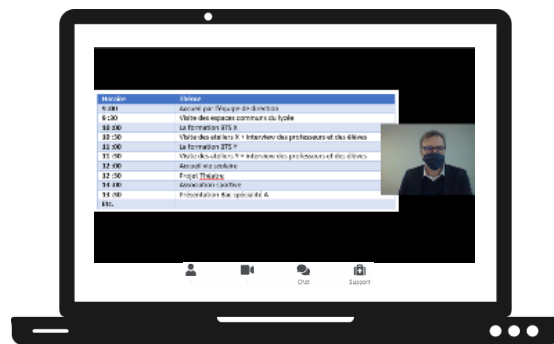 Horaire Thème
9 :00 Accueil par l'équipe de direction
9 :30 Visite des espaces communs du lycée
10 :00 La formation BTS X
10 :30 Visite des ateliers X + Interview des professeurs et des élèves
11 :00 La formation BTS Y
11 :30 Visite des ateliers Y + Interview des professeurs et des élèves
12 :00 Accueil vie scolaire
12 :30 Projet Théatre
13 :00 Association sportive
13 :30 Présentation Bac spécialité A
Etc.
Chat Support